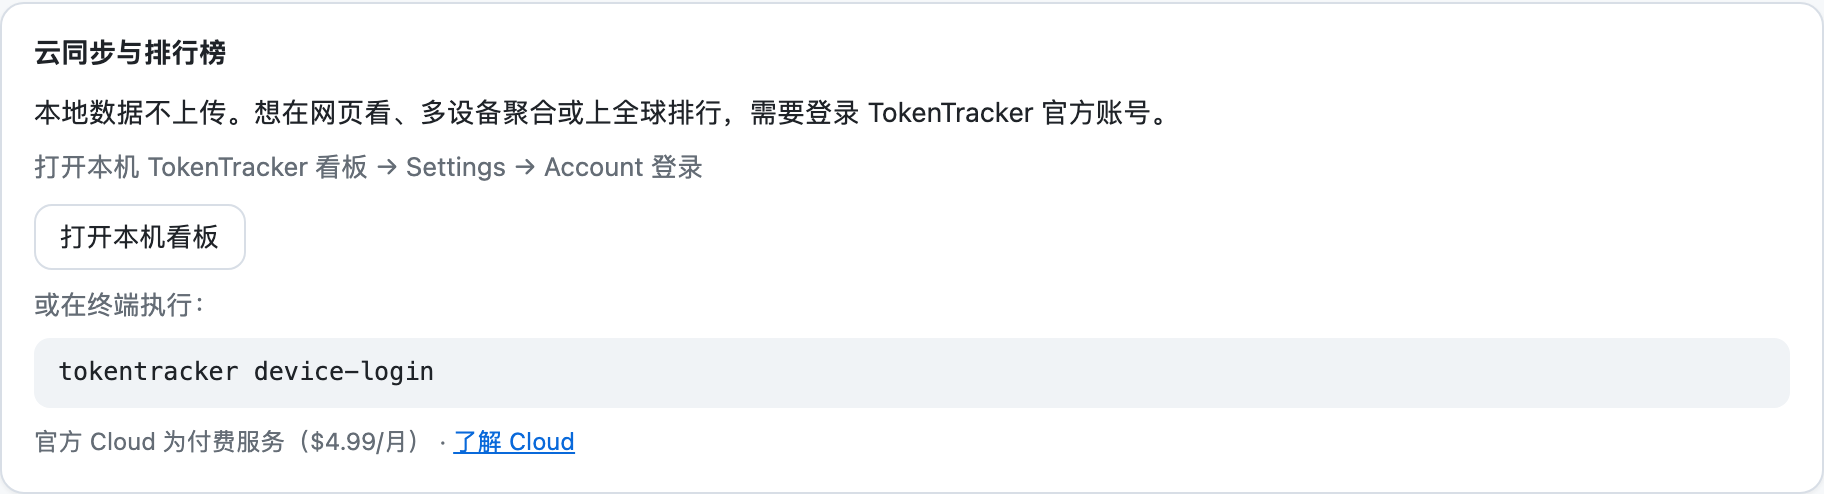 云同步与排行榜
本地数据不上传。想在网页看、多设备聚合或上全球排行，需要登录 TokenTracker 官方账号。
打开本机 TokenTracker 看板 → Settings → Account 登录
打开本机看板
或在终端执行：
tokentracker device-login
官方 Cloud 为付费服务（$4.99/月） · 了解 Cloud